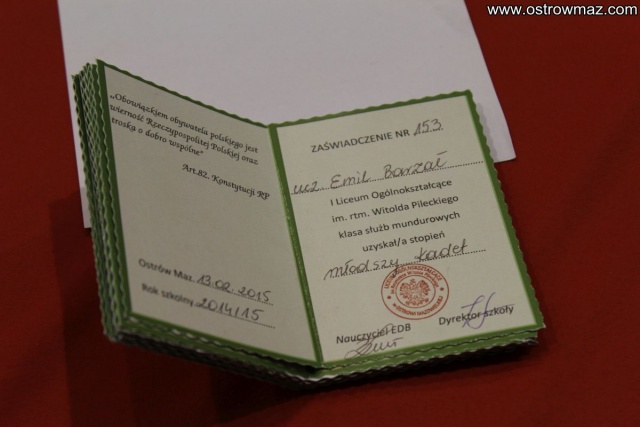 www.ostrowmaz.com
„Obowiązkiem obywatela polskiego jest
wierność Rzeczypospolitej Polskiej oraz
troska o dobro wspólne”
Art.82. Konstytucji RP
Ostrów Maz. 13.02.2015
Rok szkolny 2014/15
ZAŚWIADCZENIE NR 153
ucz. Emil Barzał
I Liceum Ogólnokształcące
im. rtm. Witolda Pileckiego
klasa służb mundurowych
uzyskał/a stopień
młodszy kadet
Nauczyciel EDB
Dyrektor szkoły